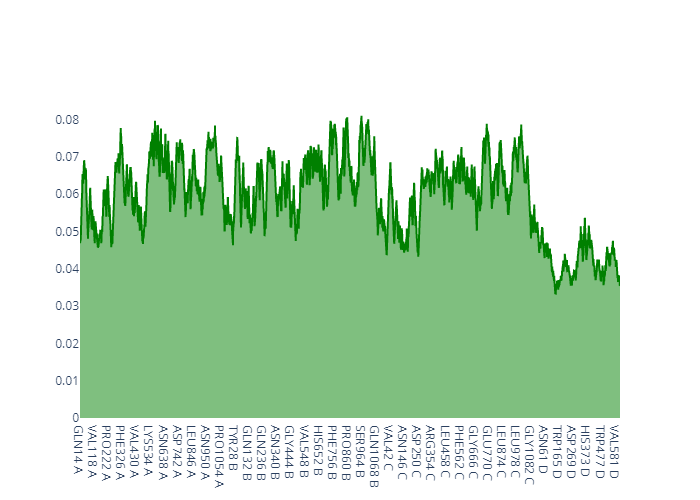 0.08
0.07
0.06
0.05
0.04
0.03
0.02
0.01
0
GLN14 A
VAL118 A
PRO222 A
PHE326 A
VAL430 A
LYS534 A
ASN638 A
ASP742 A
LEU846 A
ASN950 A
PRO1054 A
TYR28 B
GLN132 B
GLN236 B
ASN340 B
GLY444 B
VAL548 B
HIS652 B
PHE756 B
PRO860 B
SER964 B
GLN1068 B
VAL42 C
ASN146 C
ASP250 C
ARG354 C
LEU458 C
PHE562 C
GLY666 C
GLU770 C
LEU874 C
LEU978 C
GLY1082 C
ASN61 D
TRP165 D
ASP269 D
HIS373 D
TRP477 D
VAL581 D